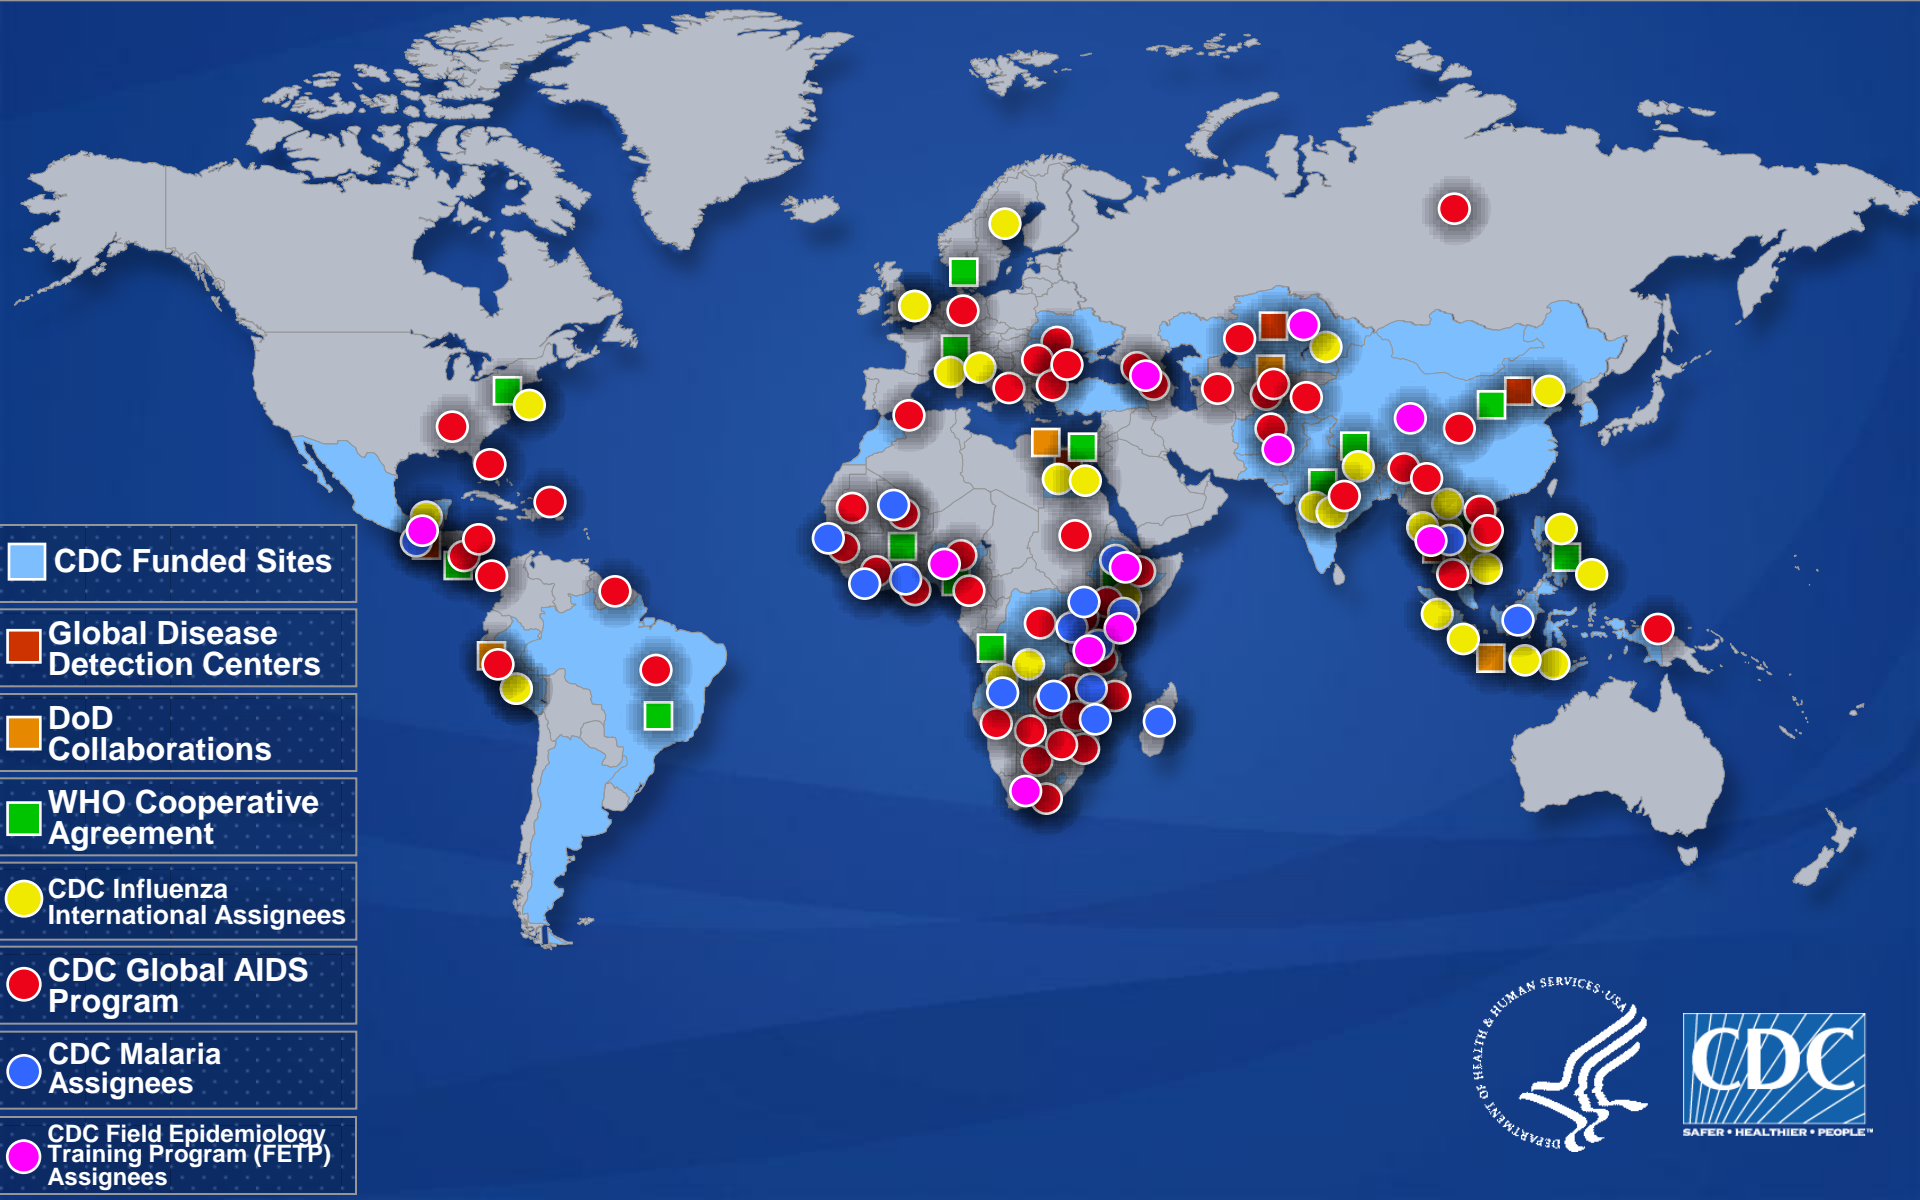 CDC Funded Sites
Global Disease
Detection Centers
DoD
Collaborations
WHO Cooperative
Agreement
CDC Influenza
International Assignees
CDC Global AIDS
Program
CDC Malaria
Assignees
CDC Field Epidemiology
Training Program (FETP)
Assignees
DEPARTMENT OF HEALTH & HUMAN SERVICES · USA
CDC
SAFER • HEALTHIER • PEOPLE™